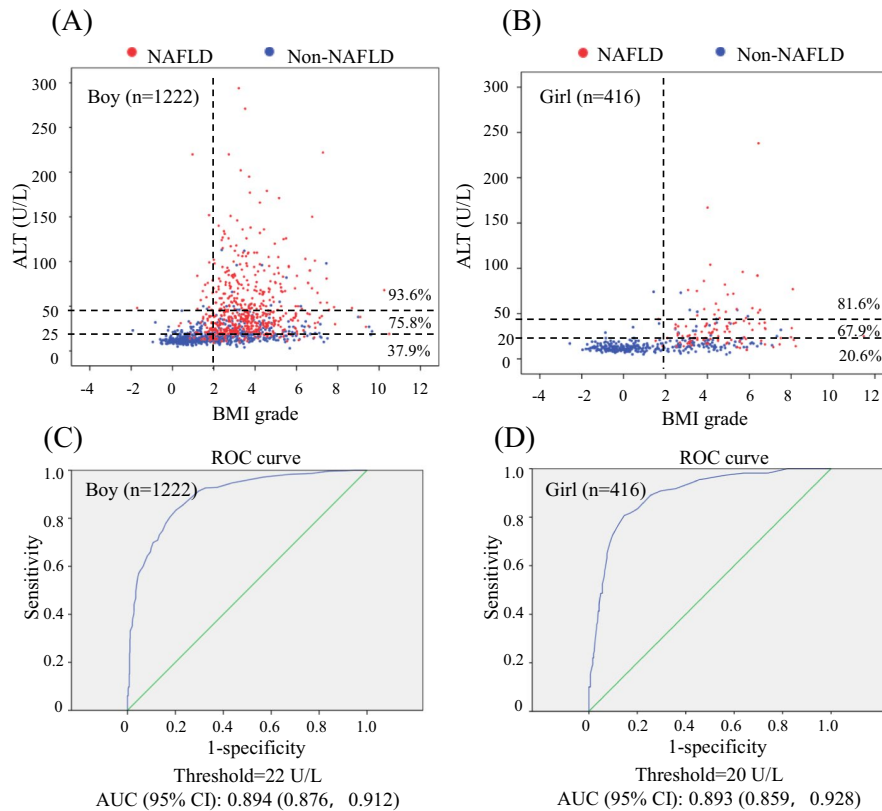 (A)
NAFLD Non-NAFLD
Boy (n=1222)
300
250
200
150
100
50
25
0
ALT (U/L)
93.6%
75.8%
37.9%
-4 -2 0 2 4 6 8 10 12
BMI grade
(B)
NAFLD Non-NAFLD
Girl (n=416)
300
250
200
150
100
50
20
0
ALT (U/L)
81.6%
67.9%
20.6%
-4 -2 0 2 4 6 8 10 12
BMI grade
(C)
ROC curve
Boy (n=1222)
1.0
0.8
0.6
0.4
0.2
0
Sensitivity
0 0.2 0.4 0.6 0.8 1.0
1-specificity
Threshold=22 U/L
AUC (95% CI): 0.894 (0.876, 0.912)
(D)
ROC curve
Girl (n=416)
1.0
0.8
0.6
0.4
0.2
0
Sensitivity
0 0.2 0.4 0.6 0.8 1.0
1-specificity
Threshold=20 U/L
AUC (95% CI): 0.893 (0.859, 0.928)